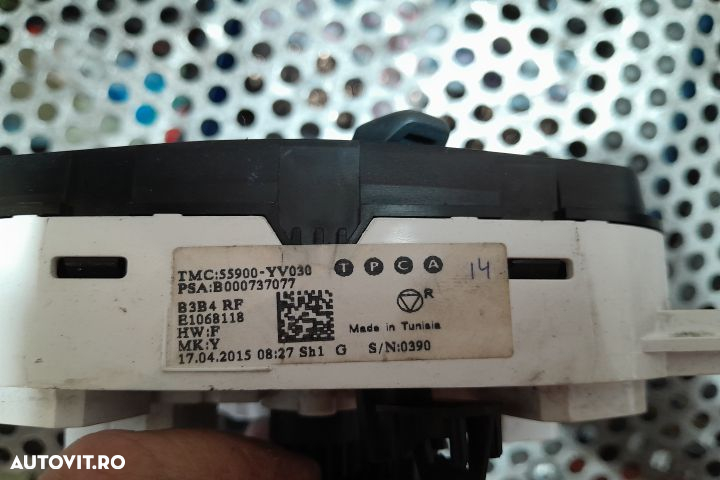 TMC:55900-YV030 T P C A 14
PSA:B000737077
B3B4 RF R
E1068118
HW:F Made in Tunisia
MK:Y
17.04.2015 08:27 Sh1 G S/N:0390
AUTOVIT.RO